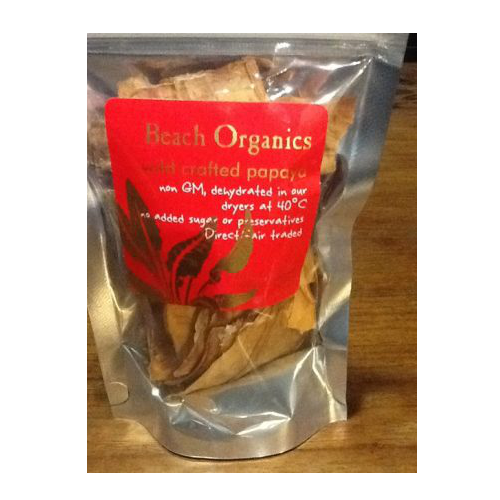 Beach Organics
wild crafted papaya
non GM, dehydrated in our
dryers at 40°C
no added sugar or preservatives
Direct/Fair traded